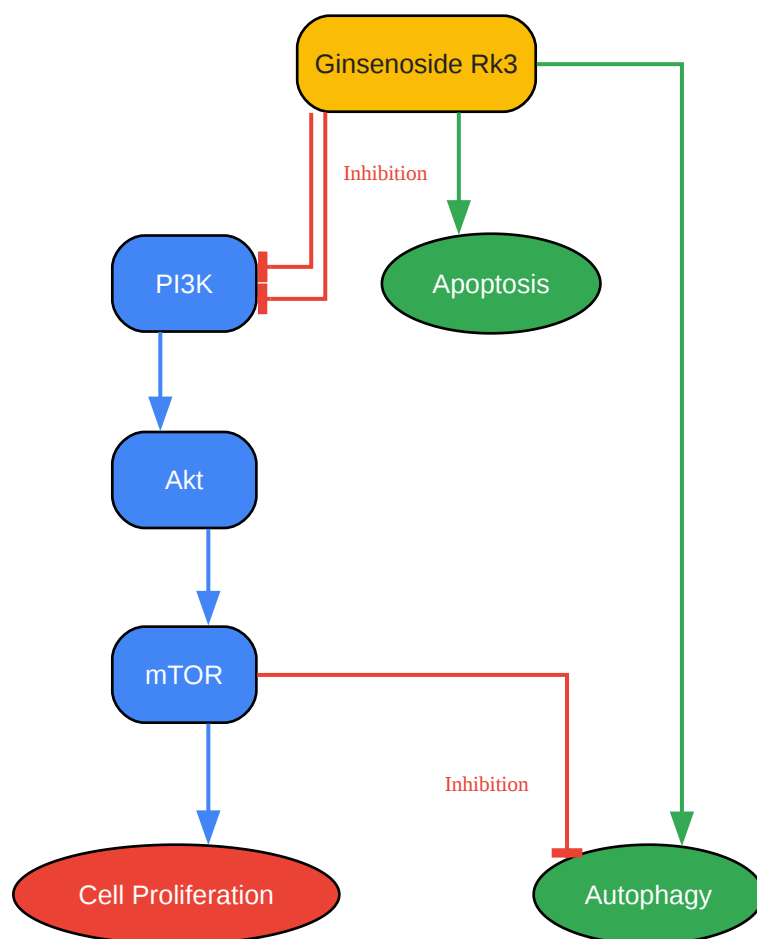 Ginsenoside Rk3
Inhibition
PI3K
Apoptosis
Akt
mTOR
Inhibition
Cell Proliferation
Autophagy